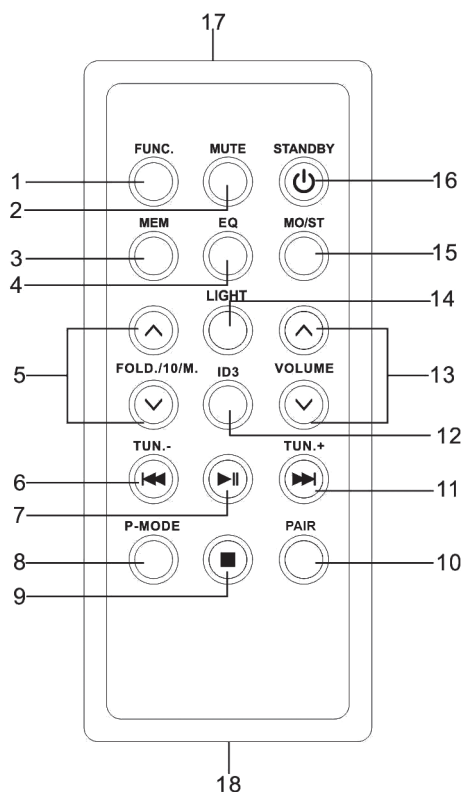 17
FUNC. MUTE STANDBY
1 16
2
MEM EQ MO/ST
3 15
4
LIGHT 14
5 13
FOLD./10/M. ID3 VOLUME
12
TUN.- TUN.+
6 11
7
P-MODE PAIR
8 10
9
18